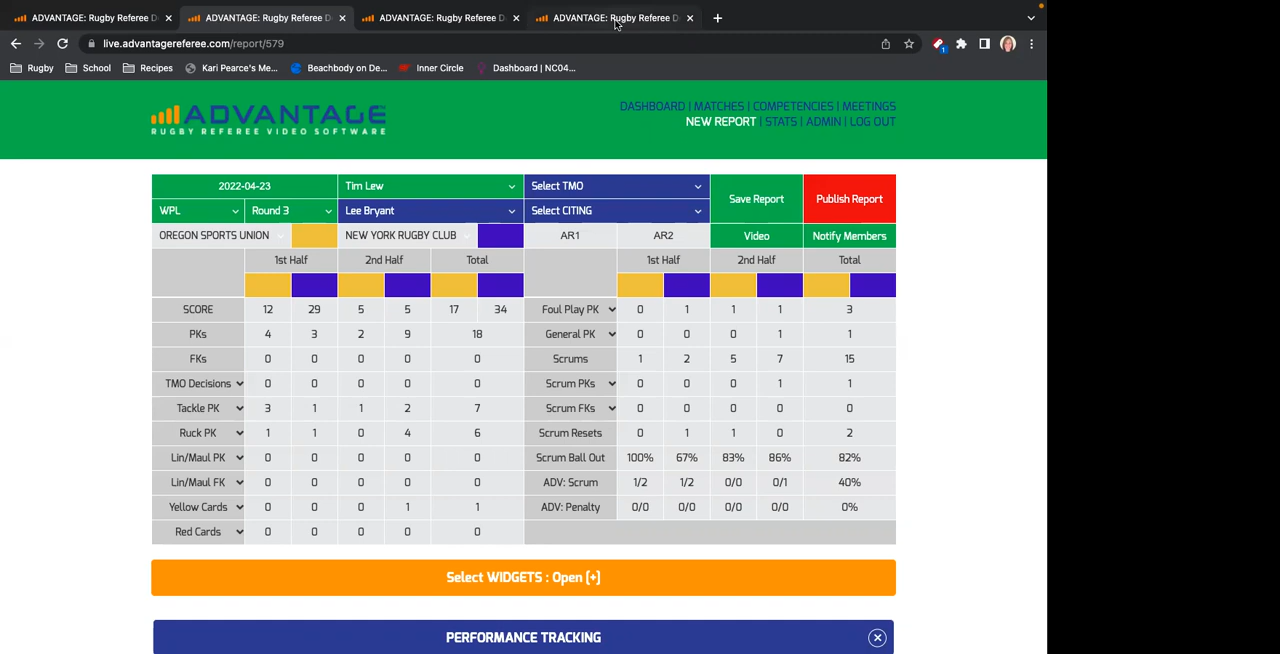 ADVANTAGE: Rugby Referee D ADVANTAGE: Rugby Referee D ADVANTAGE: Rugby Referee D ADVANTAGE: Rugby Referee D
live.advantagereferee.com/report/579
1
Rugby School Recipes Kari Pearce's Me... Beachbody on De... Inner Circle Dashboard | NC04...
ADVANTAGE
RUGBY REFEREE VIDEO SOFTWARE
DASHBOARD | MATCHES | COMPETENCIES | MEETINGS
NEW REPORT | STATS | ADMIN | LOG OUT
2022-04-23 Tim Lew Select TMO Save Report Publish Report
WPL Round 3 Lee Bryant Select CITING
OREGON SPORTS UNION NEW YORK RUGBY CLUB AR1 AR2 Video Notify Members
1st Half 2nd Half Total 1st Half 2nd Half Total
SCORE 12 29 5 5 17 34 Foul Play PK 0 1 1 1 3
PKs 4 3 2 9 18 General PK 0 0 0 1 1
FKs 0 0 0 0 0 Scrums 1 2 5 7 15
TMO Decisions 0 0 0 0 0 Scrum PKs 0 0 0 1 1
Tackle PK 3 1 1 2 7 Scrum FKs 0 0 0 0 0
Ruck PK 1 1 0 4 6 Scrum Resets 0 1 1 0 2
Lin/Maul PK 0 0 0 0 0 Scrum Ball Out 100% 67% 83% 86% 82%
Lin/Maul FK 0 0 0 0 0 ADV: Scrum 1/2 1/2 0/0 0/1 40%
Yellow Cards 0 0 0 1 1 ADV: Penalty 0/0 0/0 0/0 0/0 0%
Red Cards 0 0 0 0 0
Select WIDGETS : Open [+]
PERFORMANCE TRACKING